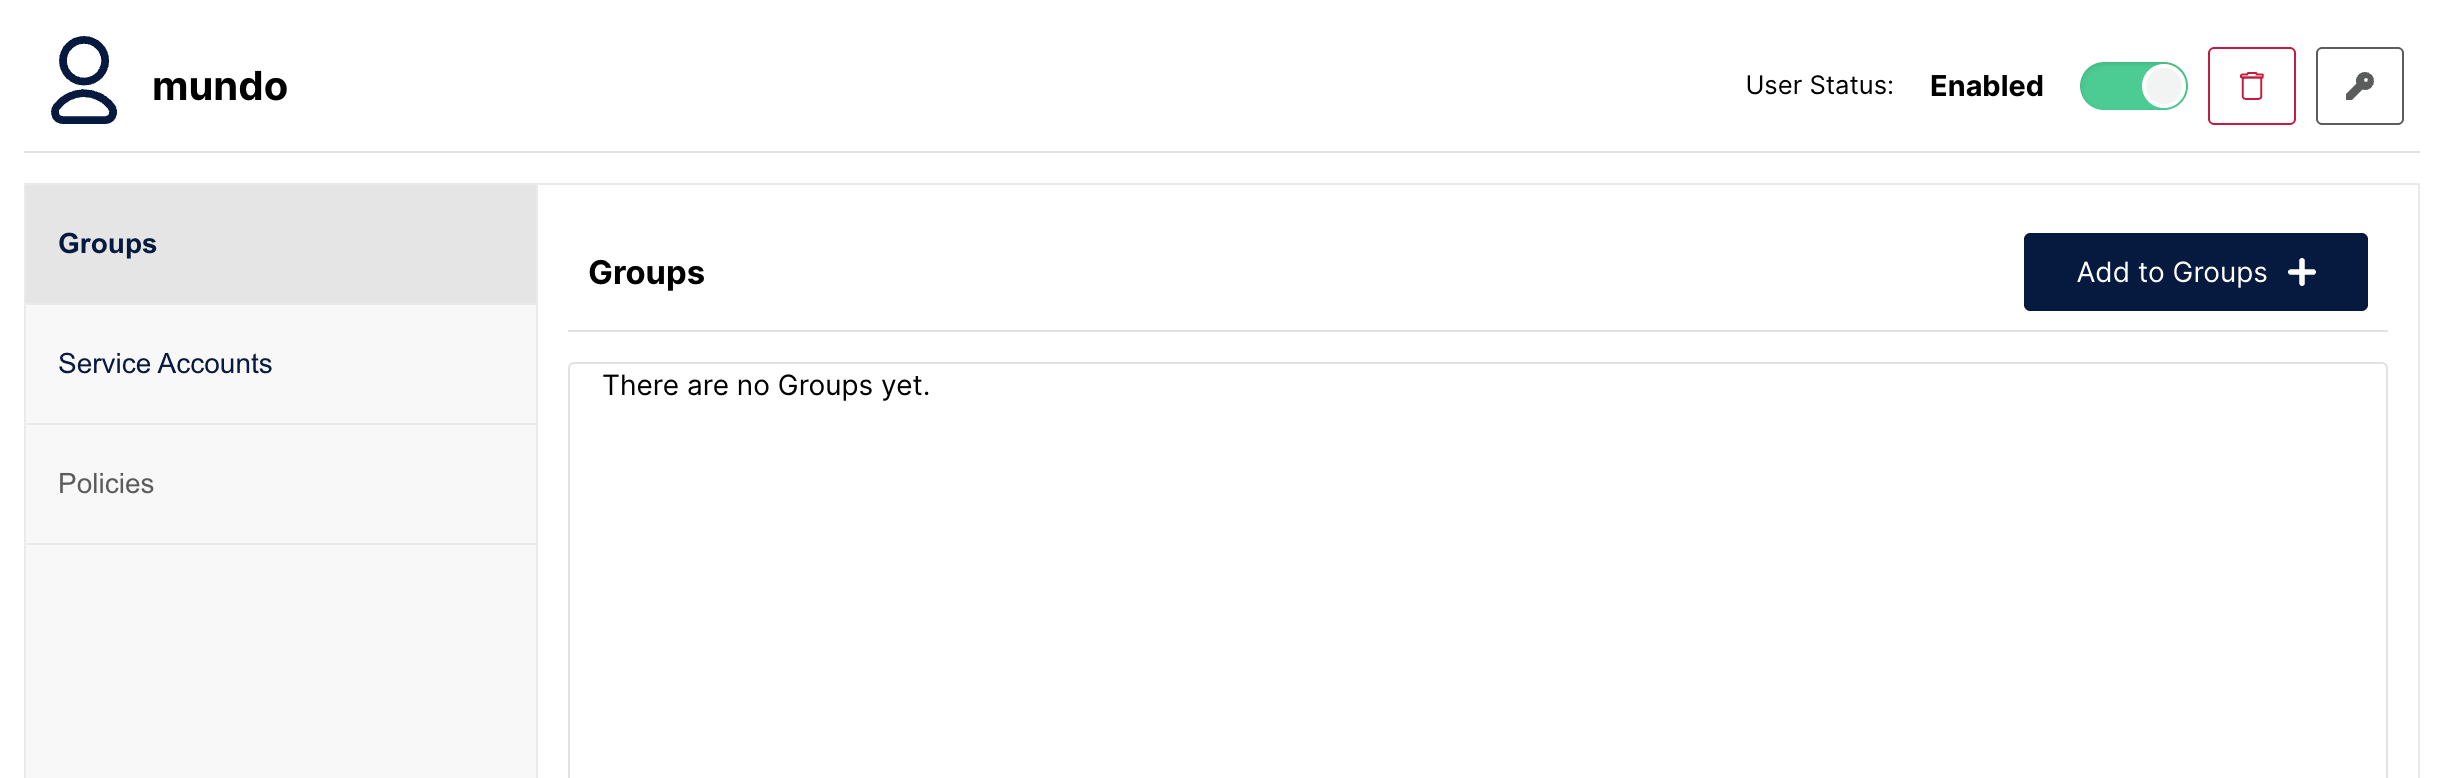 mundo
User Status: Enabled
Groups
Service Accounts
Policies
Groups
Add to Groups
There are no Groups yet.